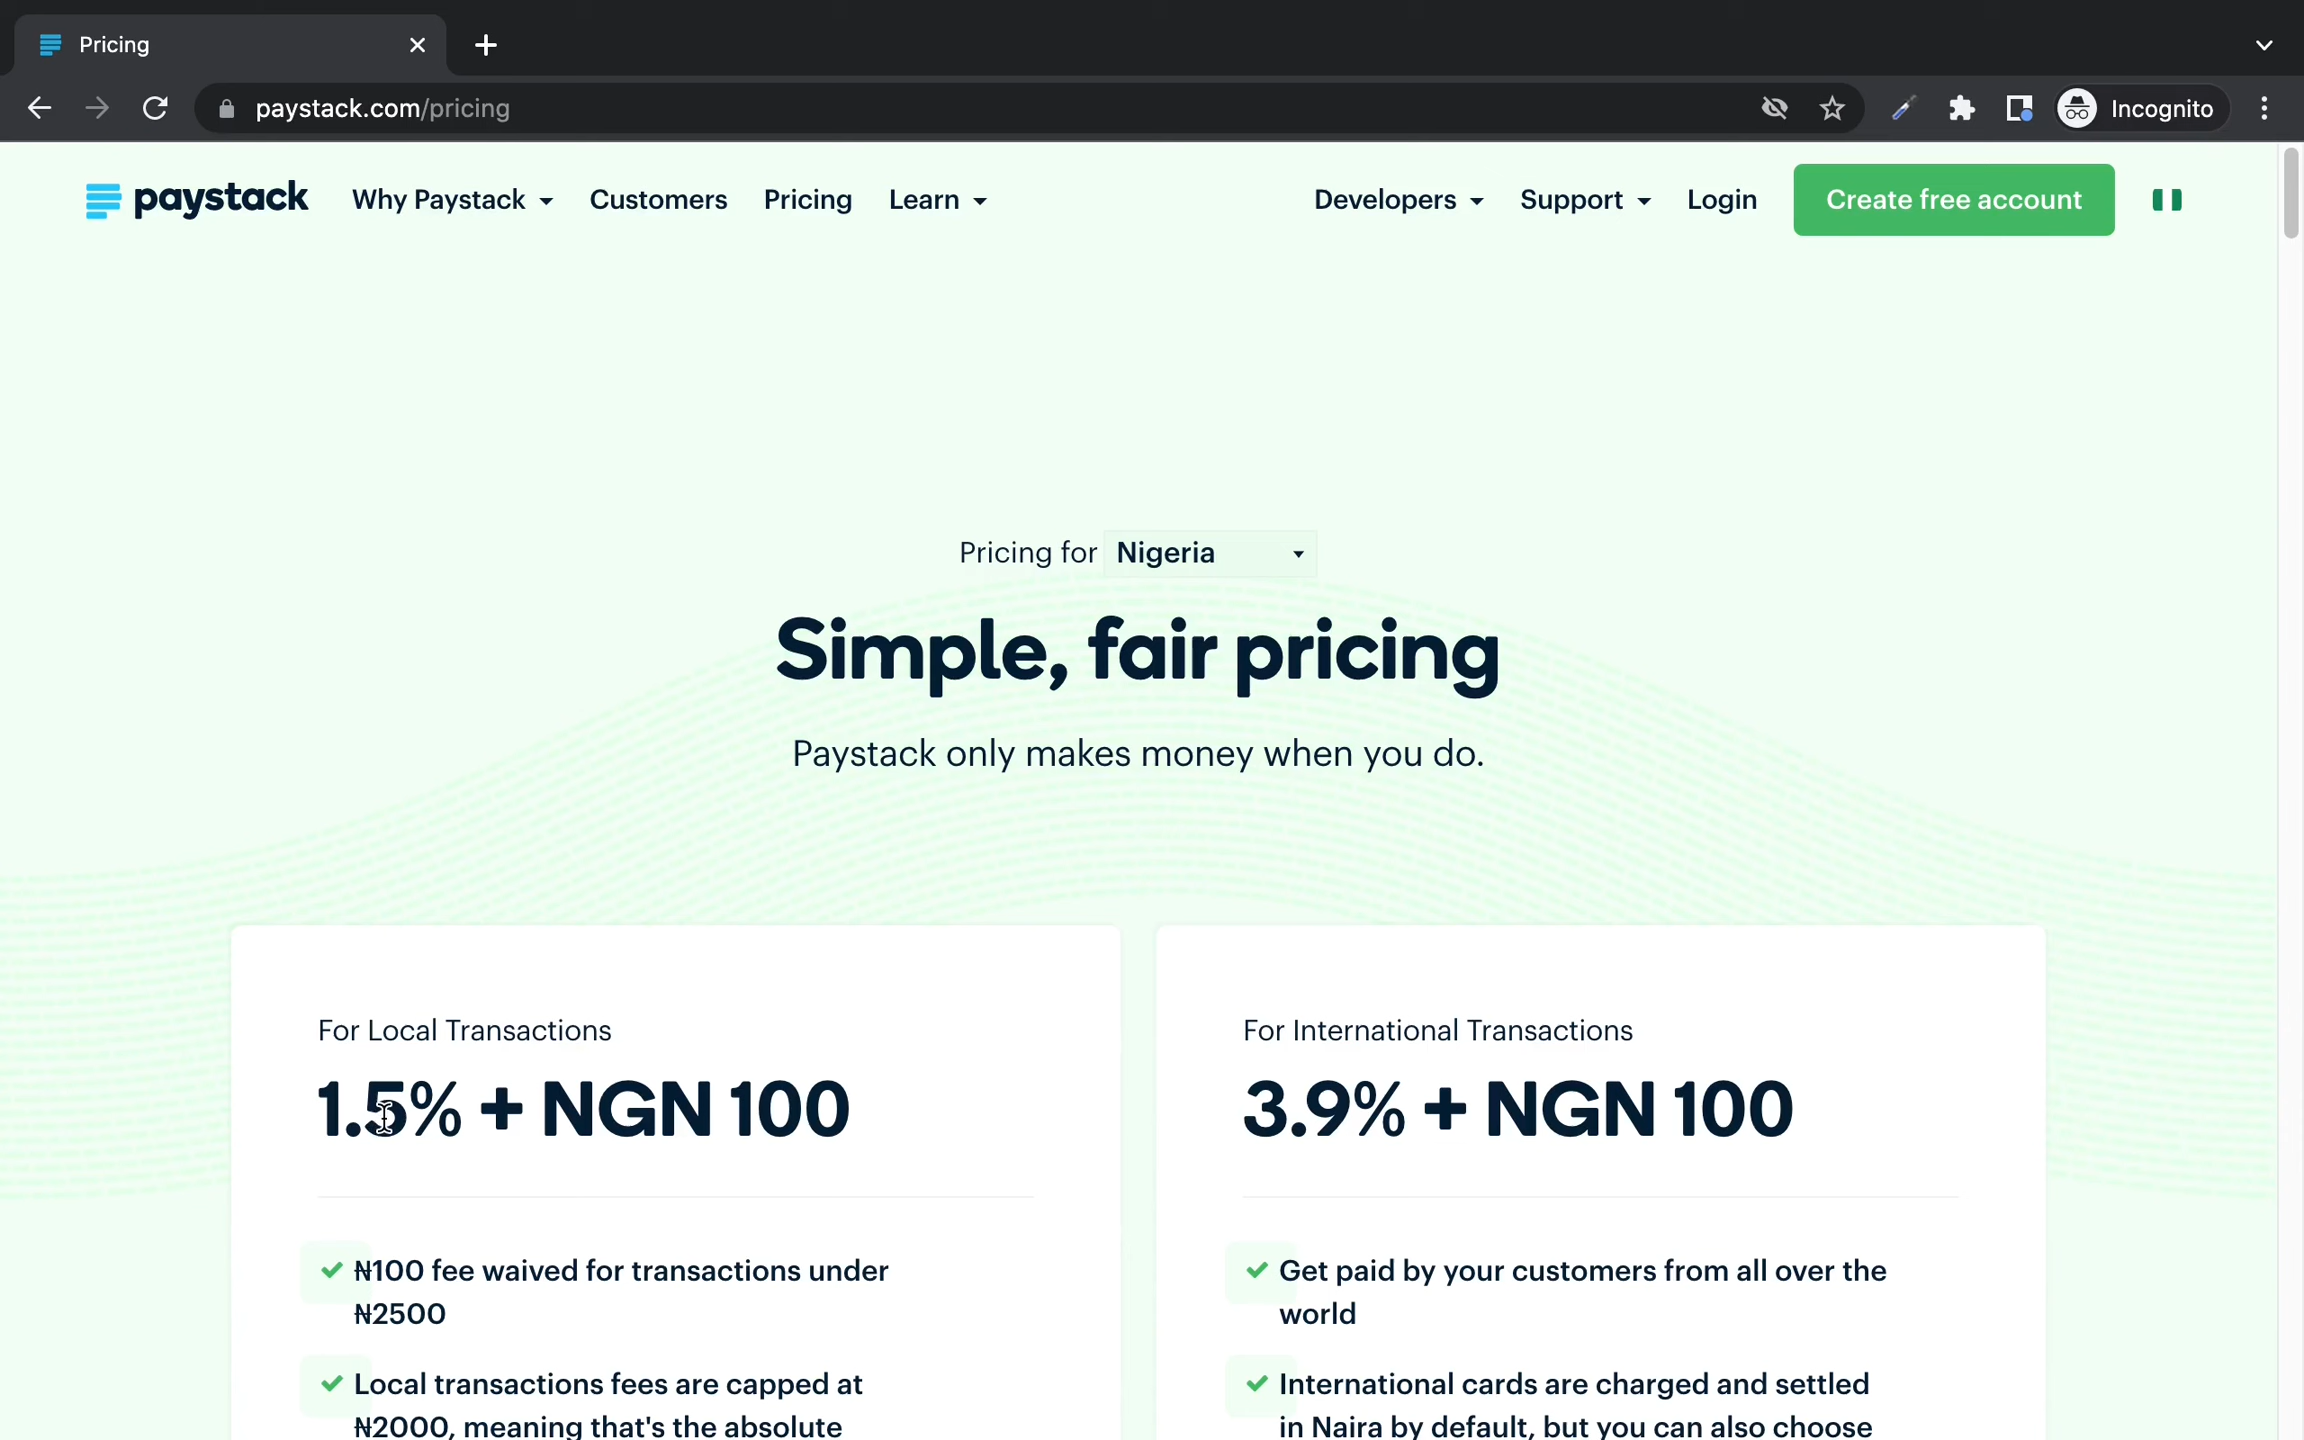 Pricing
paystack.com/pricing
Incognito
paystack Why Paystack Customers Pricing Learn Developers Support Login Create free account
Pricing for Nigeria
Simple, fair pricing
Paystack only makes money when you do.
For Local Transactions
1.5% + NGN 100
₦100 fee waived for transactions under
₦2500
Local transactions fees are capped at
₦2000, meaning that's the absolute
For International Transactions
3.9% + NGN 100
Get paid by your customers from all over the
world
International cards are charged and settled
in Naira by default, but you can also choose